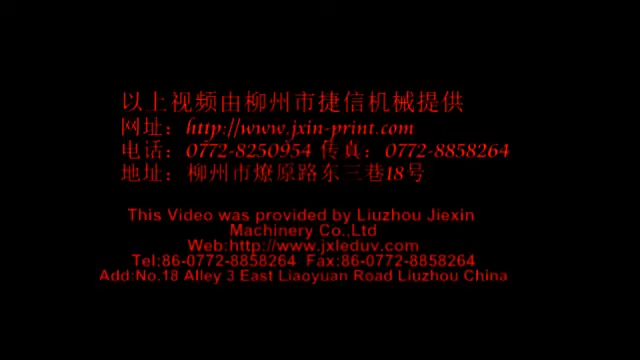 以上视频由柳州市捷信机械提供
网址：http://www.jxin-print.com
电话：0772-8250954 传真：0772-8858264
地址：柳州市燎原路东三巷18号
This Video was provided by Liuzhou Jiexin
Machinery Co.,Ltd
Web:http://www.jxleduv.com
Tel;86-0772-8858264 Fax:86-0772-8858264
Add:No.18 Alley 3 East Liaoyuan Road Liuzhou China